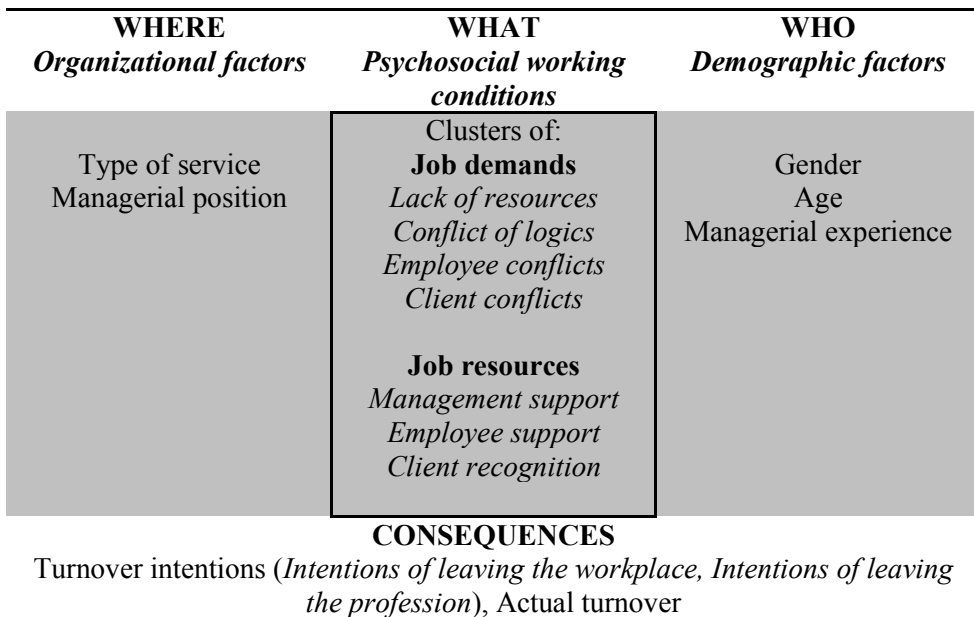 WHERE
Organizational factors
WHAT
Psychosocial working
conditions
WHO
Demographic factors
Type of service
Managerial position
Clusters of:
Job demands
Lack of resources
Conflict of logics
Employee conflicts
Client conflicts
Job resources
Management support
Employee support
Client recognition
Gender
Age
Managerial experience
CONSEQUENCES
Turnover intentions (Intentions of leaving the workplace, Intentions of leaving
the profession), Actual turnover